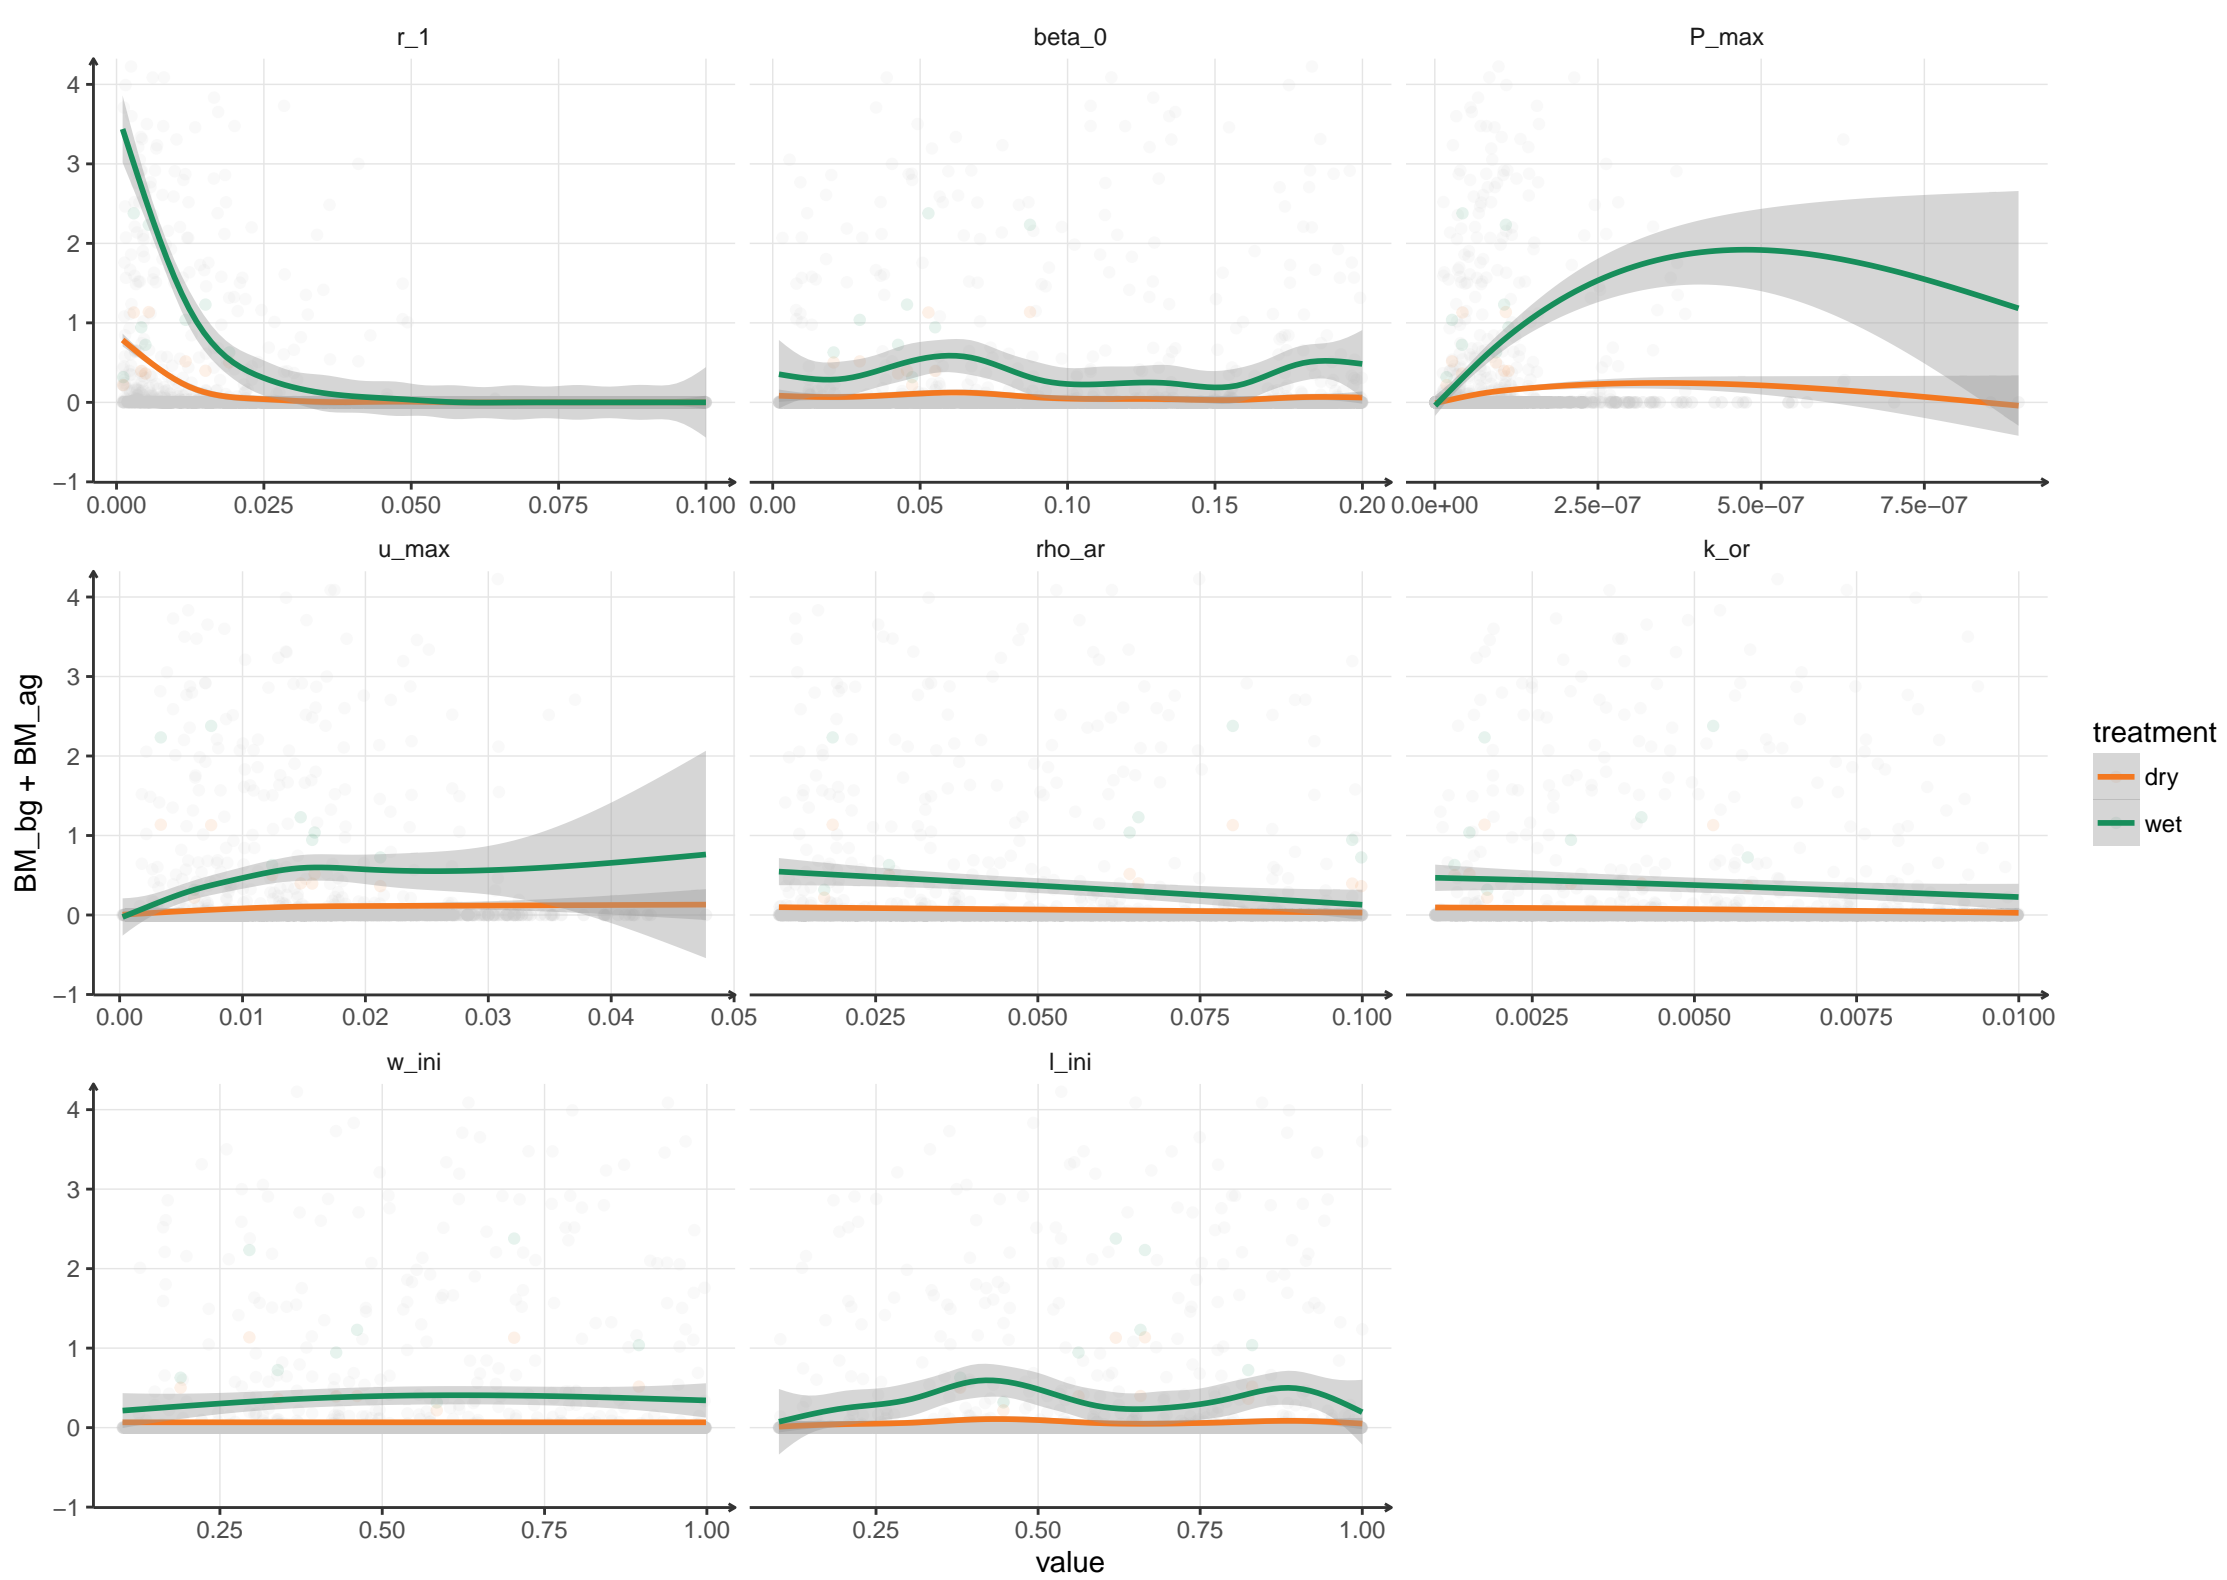 r_1 beta_0 P_max
4
3
2
1
0
−1
0.000 0.025 0.050 0.075 0.100 0.00 0.05 0.10 0.15 0.20 0.0e+00 2.5e−07 5.0e−07 7.5e−07
u_max rho_ar k_or
4
3
2
1
0
−1
0.00 0.01 0.02 0.03 0.04 0.05 0.025 0.050 0.075 0.100 0.0025 0.0050 0.0075 0.0100
w_ini l_ini
4
3
2
1
0
−1
0.25 0.50 0.75 1.00 0.25 0.50 0.75 1.00
value
BM_bg + BM_ag
treatment
dry
wet